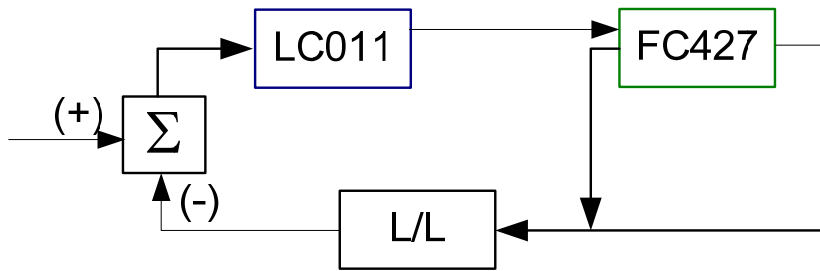 LC011
FC427
(+)
Σ
(-)
L/L